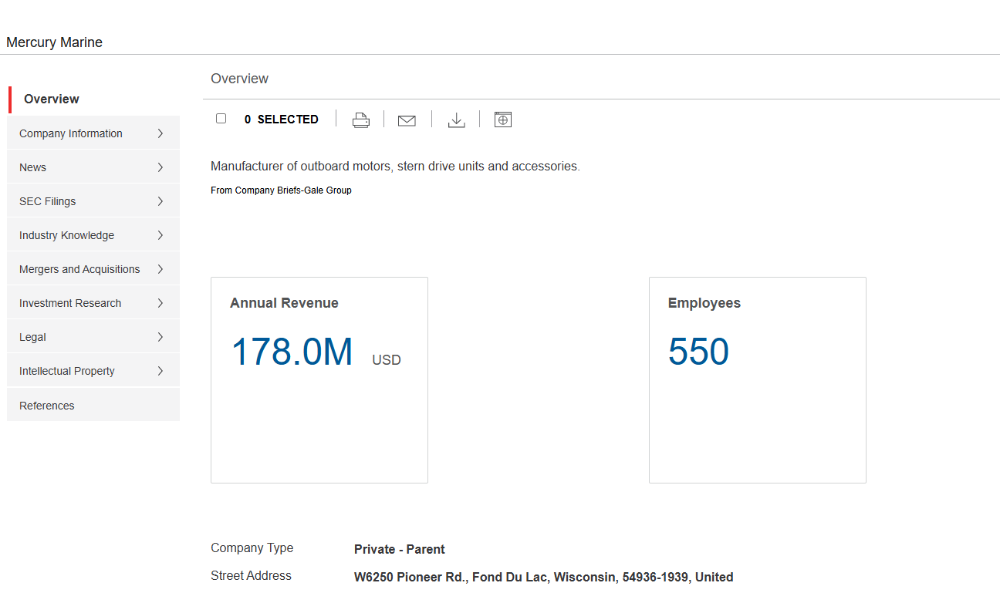 Mercury Marine
Overview
Company Information
News
SEC Filings
Industry Knowledge
Mergers and Acquisitions
Investment Research
Legal
Intellectual Property
References
Overview
0 SELECTED
Manufacturer of outboard motors, stern drive units and accessories.
From Company Briefs-Gale Group
Annual Revenue
178.0M USD
Employees
550
Company Type Private - Parent
Street Address W6250 Pioneer Rd., Fond Du Lac, Wisconsin, 54936-1939, United